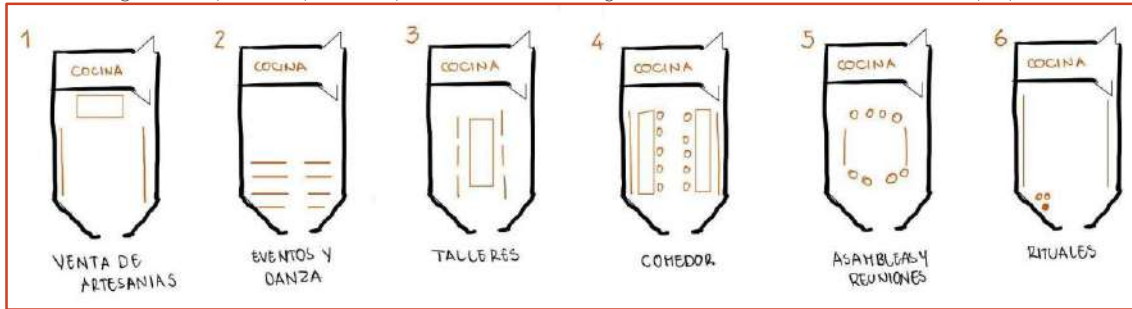 1
COCINA
VENTA DE
ARTESANIAS
2
COCINA
EVENTOS Y
DANZA
3
COCINA
TALLERES
4
COCINA
COMEDOR
5
COCINA
ASAMBLEAS Y
REUNIONES
6
COCINA
RITUALES